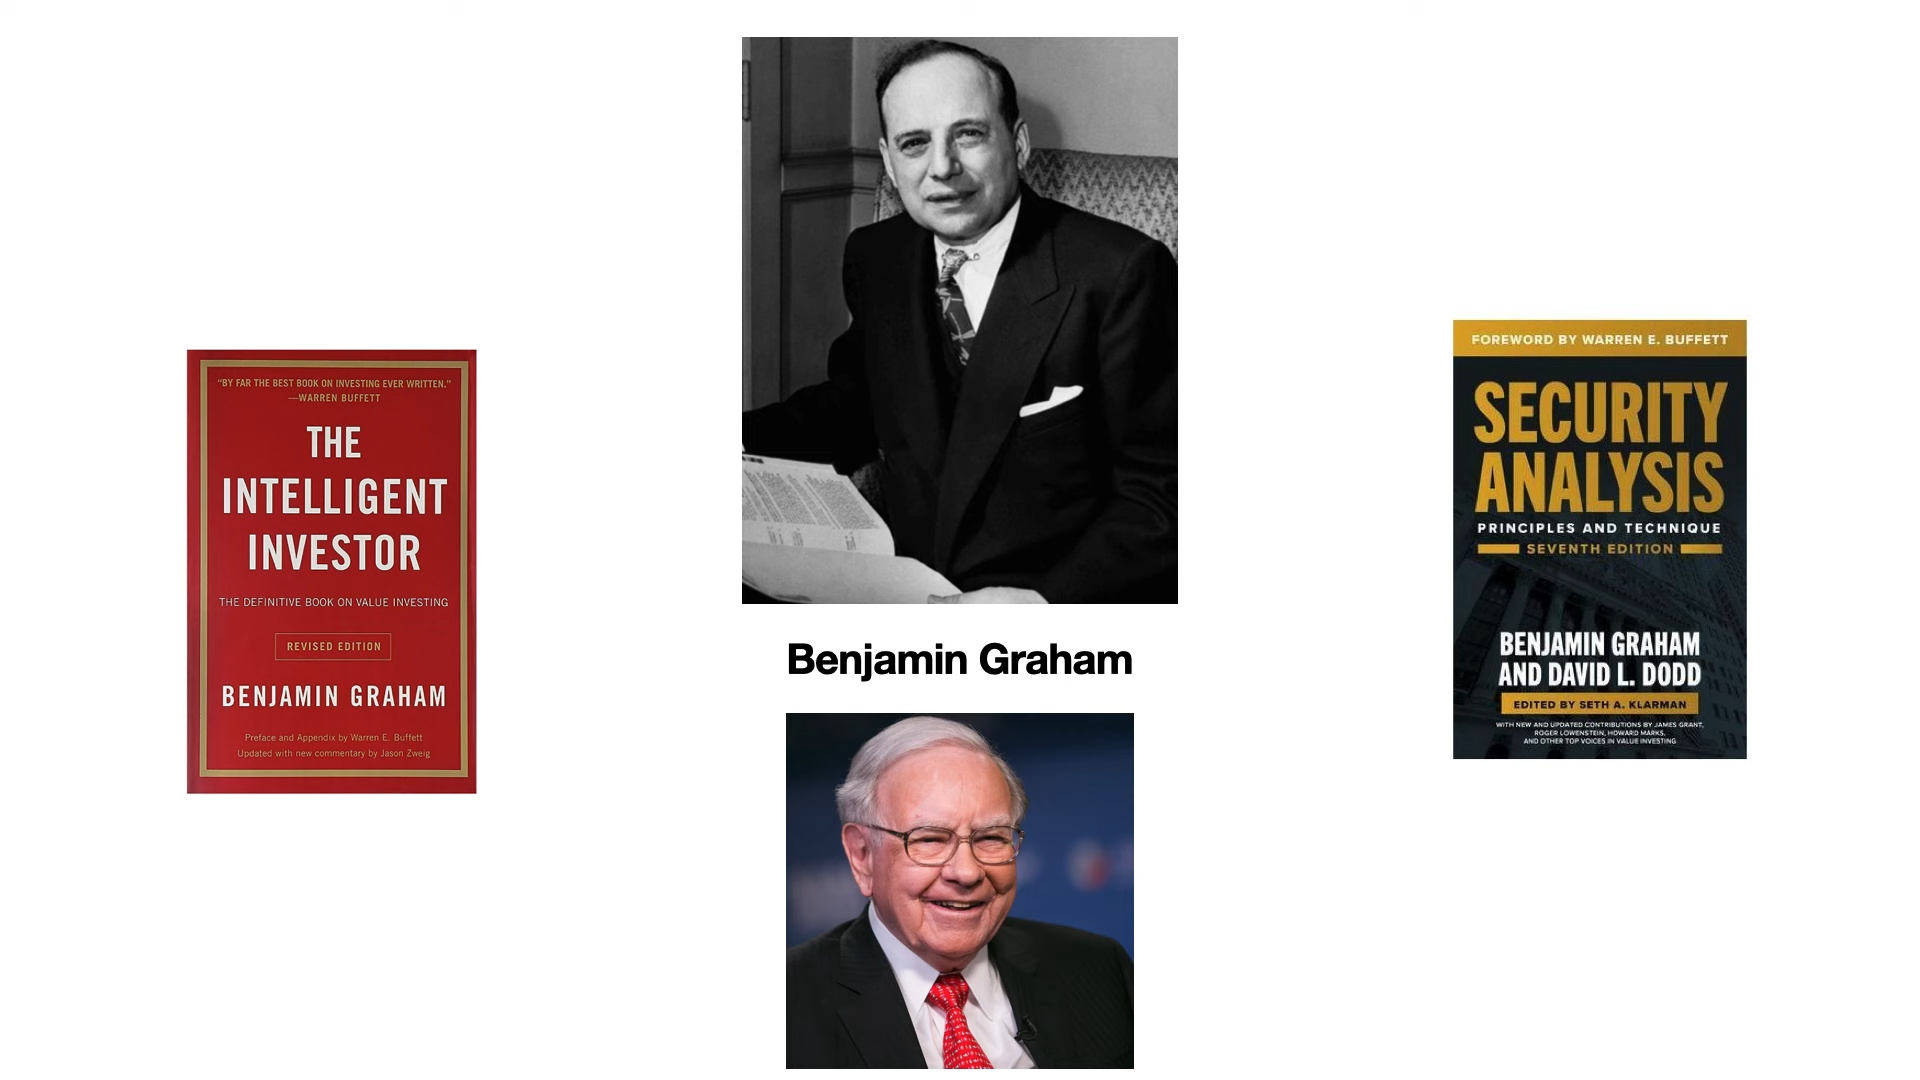 "BY FAR THE BEST BOOK ON INVESTING EVER WRITTEN."
—WARREN BUFFETT
THE
INTELLIGENT
INVESTOR
THE DEFINITIVE BOOK ON VALUE INVESTING
REVISED EDITION
BENJAMIN GRAHAM
Preface and Appendix by Warren E. Buffett
Updated with new commentary by Jason Zweig
Benjamin Graham
FOREWORD BY WARREN E. BUFFETT
SECURITY
ANALYSIS
PRINCIPLES AND TECHNIQUE
SEVENTH EDITION
BENJAMIN GRAHAM
AND DAVID L. DODD
EDITED BY SETH A. KLARMAN
WITH NEW AND UPDATED CONTRIBUTIONS BY JAMES GRANT,
ROGER LOWENSTEIN, HOWARD MARKS,
AND OTHER TOP VOICES IN VALUE INVESTING